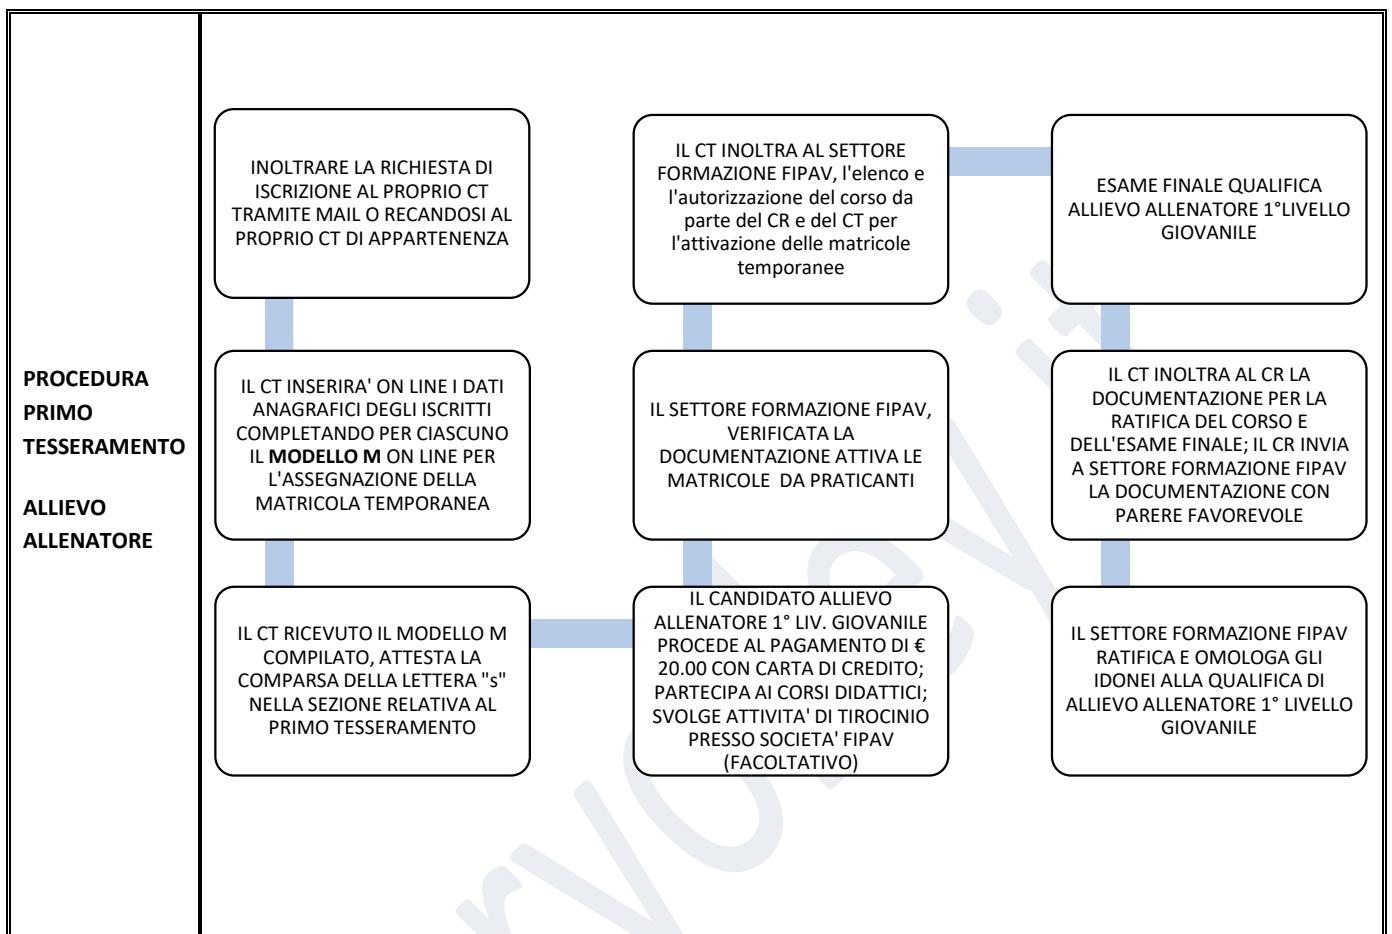 PROCEDURA
PRIMO
TESSERAMENTO
ALLIEVO
ALLENATORE
INOLTRARE LA RICHIESTA DI
ISCRIZIONE AL PROPRIO CT
TRAMITE MAIL O RECANDOSI AL
PROPRIO CT DI APPARTENENZA
IL CT INSERIRA' ON LINE I DATI
ANAGRAFICI DEGLI ISCRITTI
COMPLETANDO PER CIASCUNO
IL MODELLO M ON LINE PER
L'ASSEGNAZIONE DELLA
MATRICOLA TEMPORANEA
IL CT RICEVUTO IL MODELLO M
COMPILATO, ATTESTA LA
COMPARSA DELLA LETTERA "s"
NELLA SEZIONE RELATIVA AL
PRIMO TESSERAMENTO
IL CANDIDATO ALLIEVO
ALLENATORE 1° LIV. GIOVANILE
PROCEDE AL PAGAMENTO DI €
20.00 CON CARTA DI CREDITO;
PARTECIPA AI CORSI DIDATTICI;
SVOLGE ATTIVITA' DI TIROCINIO
PRESSO SOCIETA' FIPAV
(FACOLTATIVO)
IL SETTORE FORMAZIONE FIPAV,
VERIFICATA LA
DOCUMENTAZIONE ATTIVA LE
MATRICOLE DA PRATICANTI
IL CT INOLTRA AL SETTORE
FORMAZIONE FIPAV, l'elenco e
l'autorizzazione del corso da
parte del CR e del CT per
l'attivazione delle matricole
temporanee
ESAME FINALE QUALIFICA
ALLIEVO ALLENATORE 1°LIVELLO
GIOVANILE
IL CT INOLTRA AL CR LA
DOCUMENTAZIONE PER LA
RATIFICA DEL CORSO E
DELL'ESAME FINALE; IL CR INVIA
A SETTORE FORMAZIONE FIPAV
LA DOCUMENTAZIONE CON
PARERE FAVOREVOLE
IL SETTORE FORMAZIONE FIPAV
RATIFICA E OMOLOGA GLI
IDONEI ALLA QUALIFICA DI
ALLIEVO ALLENATORE 1° LIVELLO
GIOVANILE
rvolley.it